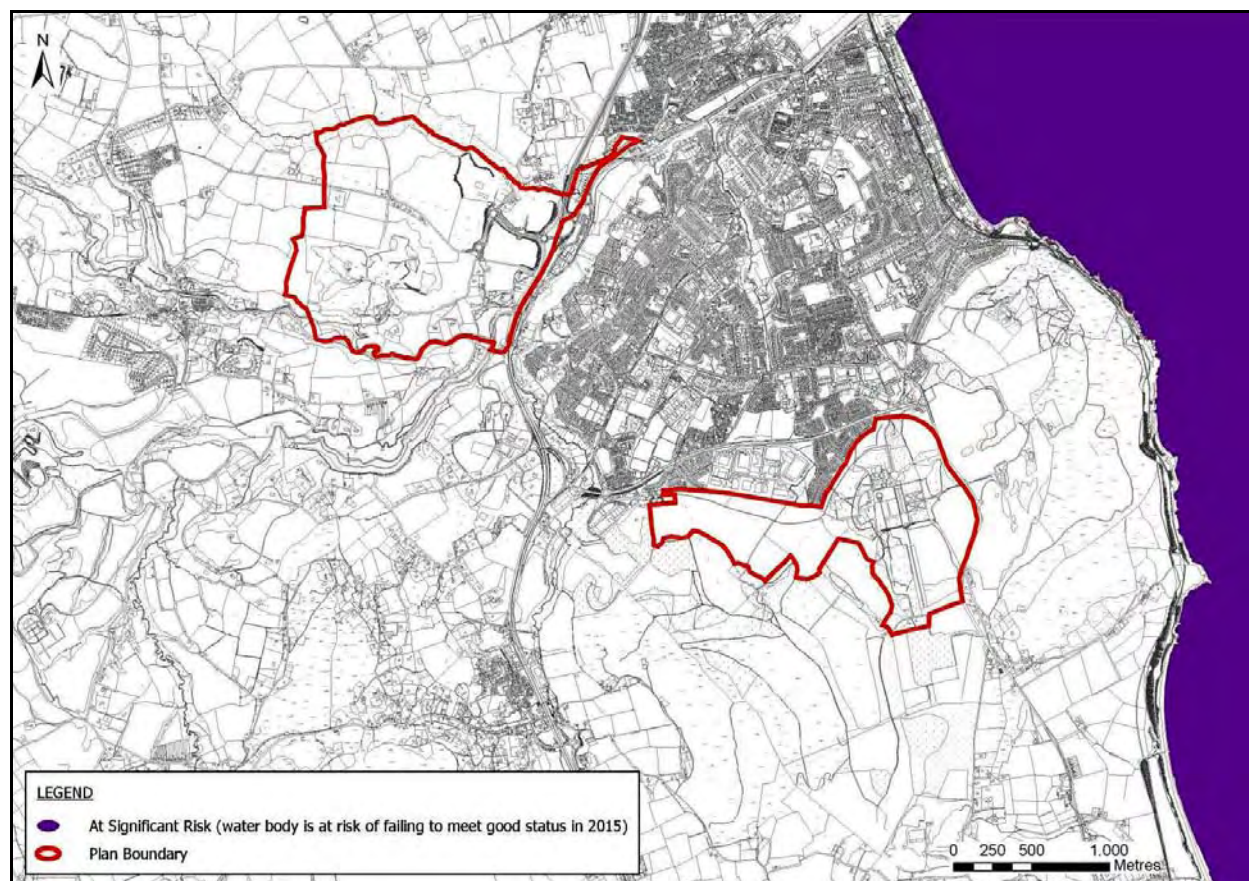 N
LEGEND
At Significant Risk (water body is at risk of failing to meet good status in 2015)
Plan Boundary
0 250 500 1.000
Metres